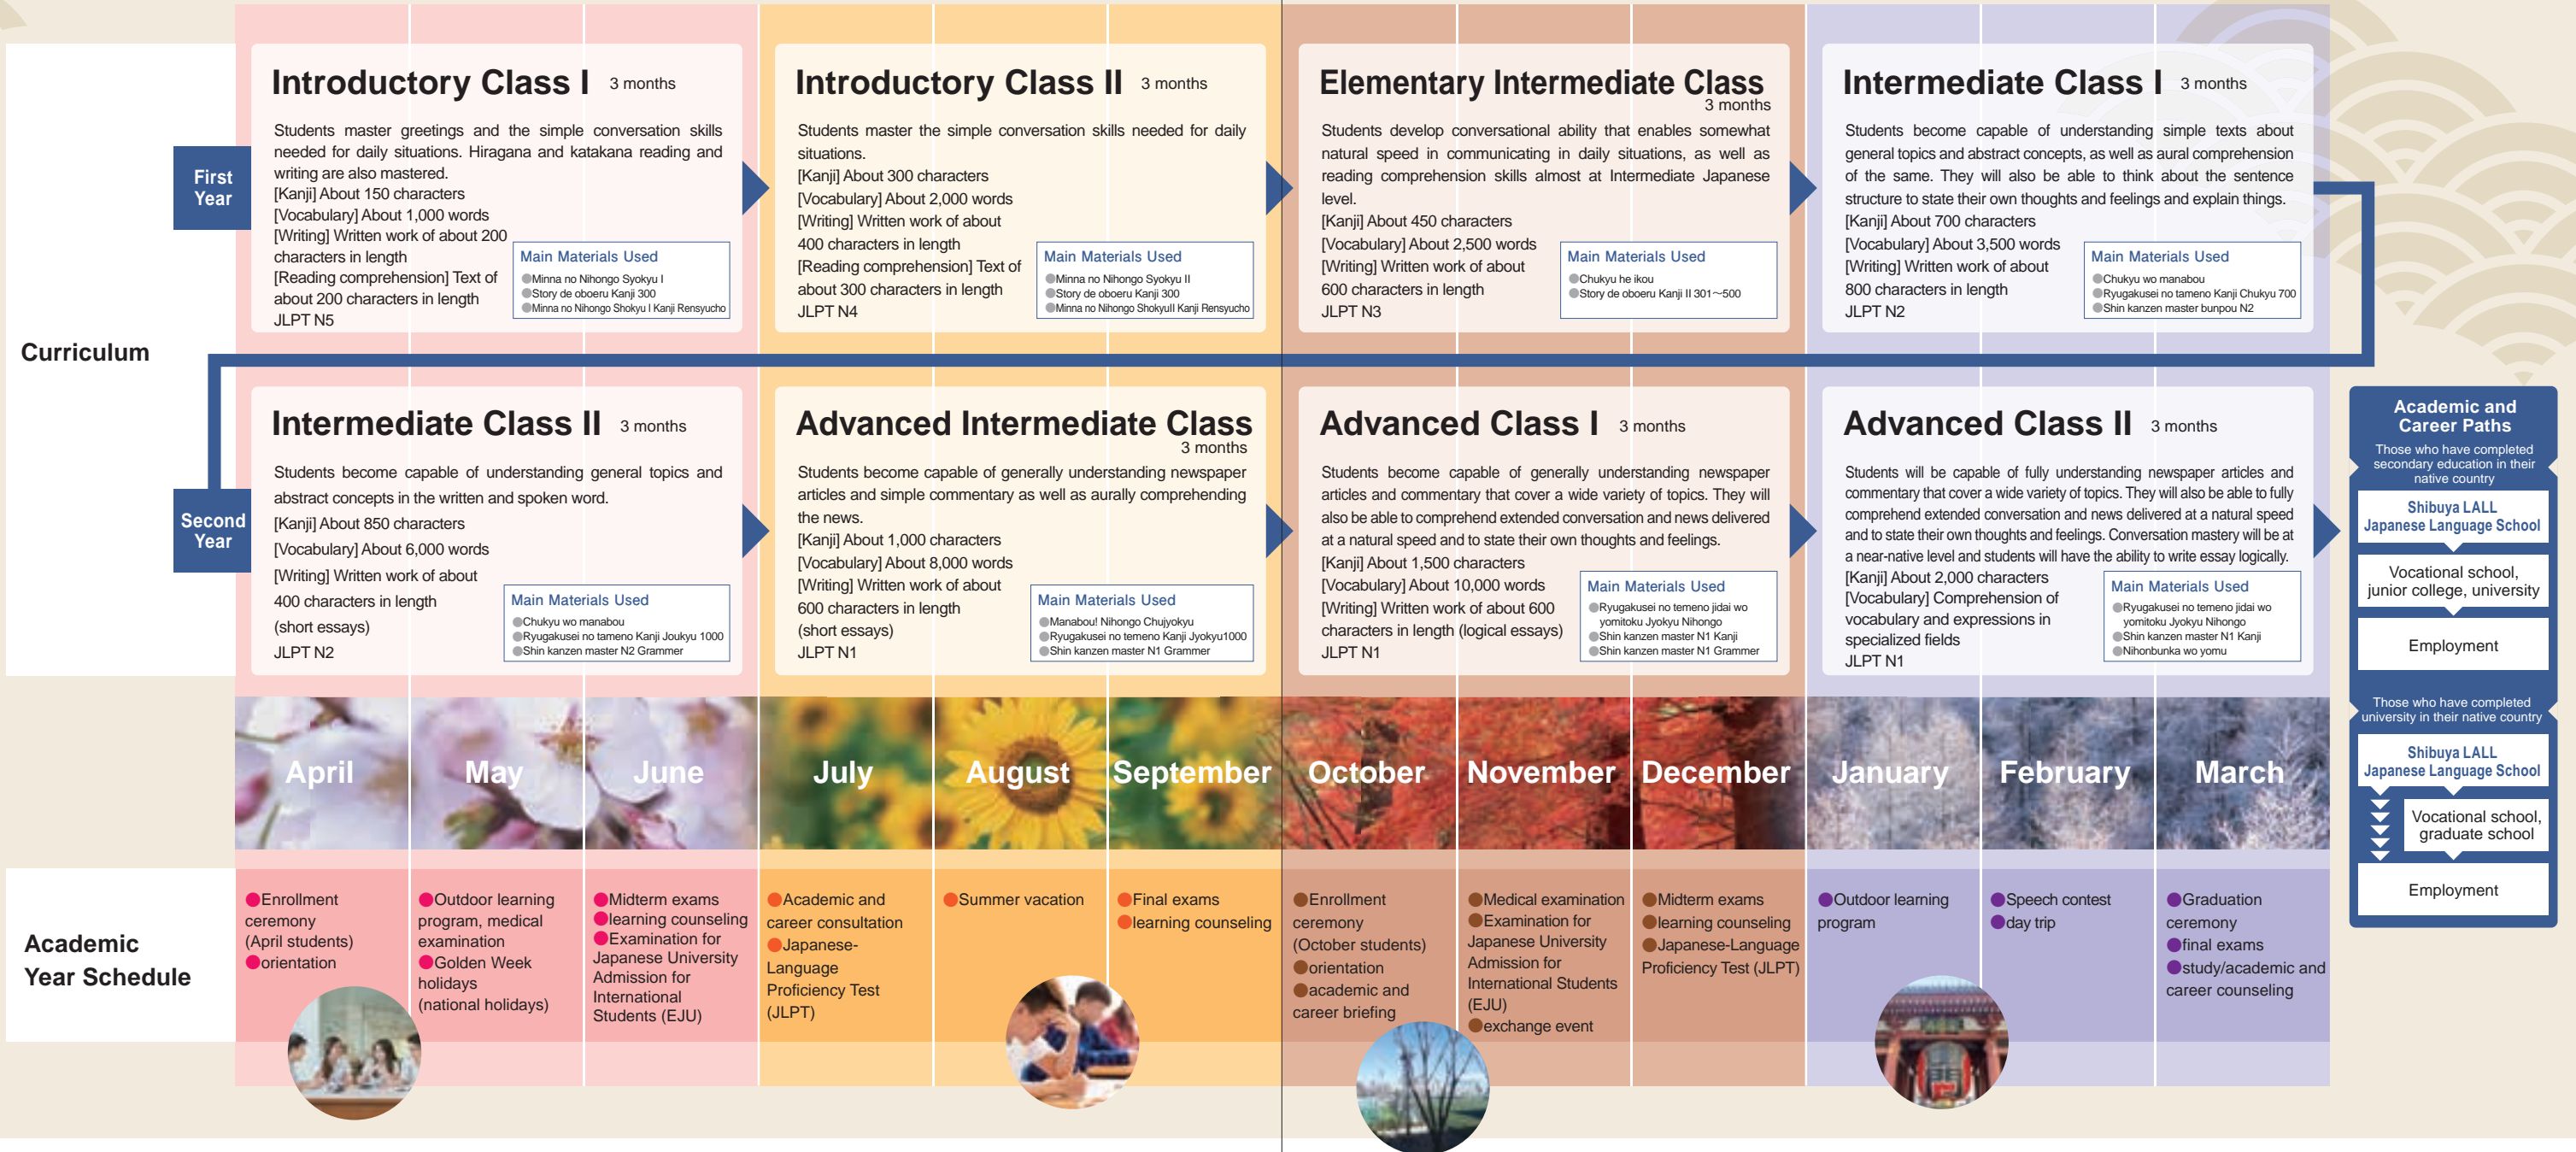 Curriculum
First
Year
Introductory Class I 3 months
Students master greetings and the simple conversation skills
needed for daily situations. Hiragana and katakana reading and
writing are also mastered.
[Kanji] About 150 characters
[Vocabulary] About 1,000 words
[Writing] Written work of about 200
characters in length
[Reading comprehension] Text of
about 200 characters in length
JLPT N5
Main Materials Used
●Minna no Nihongo Syokyu I
●Story de oboeru Kanji 300
●Minna no Nihongo Shokyu I Kanji Rensyucho
Introductory Class II 3 months
Students master the simple conversation skills needed for daily
situations.
[Kanji] About 300 characters
[Vocabulary] About 2,000 words
[Writing] Written work of about
400 characters in length
[Reading comprehension] Text of
about 300 characters in length
JLPT N4
Main Materials Used
●Minna no Nihongo Syokyu II
●Story de oboeru Kanji 300
●Minna no Nihongo ShokyuII Kanji Rensyucho
Elementary Intermediate Class
3 months
Students develop conversational ability that enables somewhat
natural speed in communicating in daily situations, as well as
reading comprehension skills almost at Intermediate Japanese
level.
[Kanji] About 450 characters
[Vocabulary] About 2,500 words
[Writing] Written work of about
600 characters in length
JLPT N3
Main Materials Used
●Chukyu he ikou
●Story de oboeru Kanji II 301～500
Intermediate Class I 3 months
Students become capable of understanding simple texts about
general topics and abstract concepts, as well as aural comprehension
of the same. They will also be able to think about the sentence
structure to state their own thoughts and feelings and explain things.
[Kanji] About 700 characters
[Vocabulary] About 3,500 words
[Writing] Written work of about
800 characters in length
JLPT N2
Main Materials Used
●Chukyu wo manabou
●Ryugakusei no tameno Kanji Chukyu 700
●Shin kanzen master bunpou N2
Second
Year
Intermediate Class II 3 months
Students become capable of understanding general topics and
abstract concepts in the written and spoken word.
[Kanji] About 850 characters
[Vocabulary] About 6,000 words
[Writing] Written work of about
400 characters in length
(short essays)
JLPT N2
Main Materials Used
●Chukyu wo manabou
●Ryugakusei no tameno Kanji Joukyu 1000
●Shin kanzen master N2 Grammer
Advanced Intermediate Class
3 months
Students become capable of generally understanding newspaper
articles and simple commentary as well as aurally comprehending
the news.
[Kanji] About 1,000 characters
[Vocabulary] About 8,000 words
[Writing] Written work of about
600 characters in length
(short essays)
JLPT N1
Main Materials Used
●Manabou! Nihongo Chujyokyu
●Ryugakusei no temeno Kanji Jyokyu1000
●Shin kanzen master N1 Grammer
Advanced Class I 3 months
Students become capable of generally understanding newspaper
articles and commentary that cover a wide variety of topics. They will
also be able to comprehend extended conversation and news delivered
at a natural speed and to state their own thoughts and feelings.
[Kanji] About 1,500 characters
[Vocabulary] About 10,000 words
[Writing] Written work of about 600
characters in length (logical essays)
JLPT N1
Main Materials Used
●Ryugakusei no temeno jidai wo
yomitoku Jyokyu Nihongo
●Shin kanzen master N1 Kanji
●Shin kanzen master N1 Grammer
Advanced Class II 3 months
Students will be capable of fully understanding newspaper articles and
commentary that cover a wide variety of topics. They will also be able to fully
comprehend extended conversation and news delivered at a natural speed
and to state their own thoughts and feelings. Conversation mastery will be at
a near-native level and students will have the ability to write essay logically.
[Kanji] About 2,000 characters
[Vocabulary] Comprehension of
vocabulary and expressions in
specialized fields
JLPT N1
Main Materials Used
●Ryugakusei no temeno jidai wo
yomitoku Jyokyu Nihongo
●Shin kanzen master N1 Kanji
●Nihonbunka wo yomu
Academic and
Career Paths
Those who have completed
secondary education in their
native country
Shibuya LALL
Japanese Language School
Vocational school,
junior college, university
Employment
Those who have completed
university in their native country
Shibuya LALL
Japanese Language School
Vocational school,
graduate school
Employment
April
May
June
July
August
September
October
November
December
January
February
March
Academic
Year Schedule
●Enrollment
ceremony
(April students)
●orientation
●Outdoor learning
program, medical
examination
●Golden Week
holidays
(national holidays)
●Midterm exams
●learning counseling
●Examination for
Japanese University
Admission for
International
Students (EJU)
●Academic and
career consultation
●Japanese-
Language
Proficiency Test
(JLPT)
●Summer vacation
●Final exams
●learning counseling
●Enrollment
ceremony
(October students)
●orientation
●academic and
career briefing
●Medical examination
●Examination for
Japanese University
Admission for
International Students
(EJU)
●exchange event
●Midterm exams
●learning counseling
●Japanese-Language
Proficiency Test (JLPT)
●Outdoor learning
program
●Speech contest
●day trip
●Graduation
ceremony
●final exams
●study/academic and
career counseling